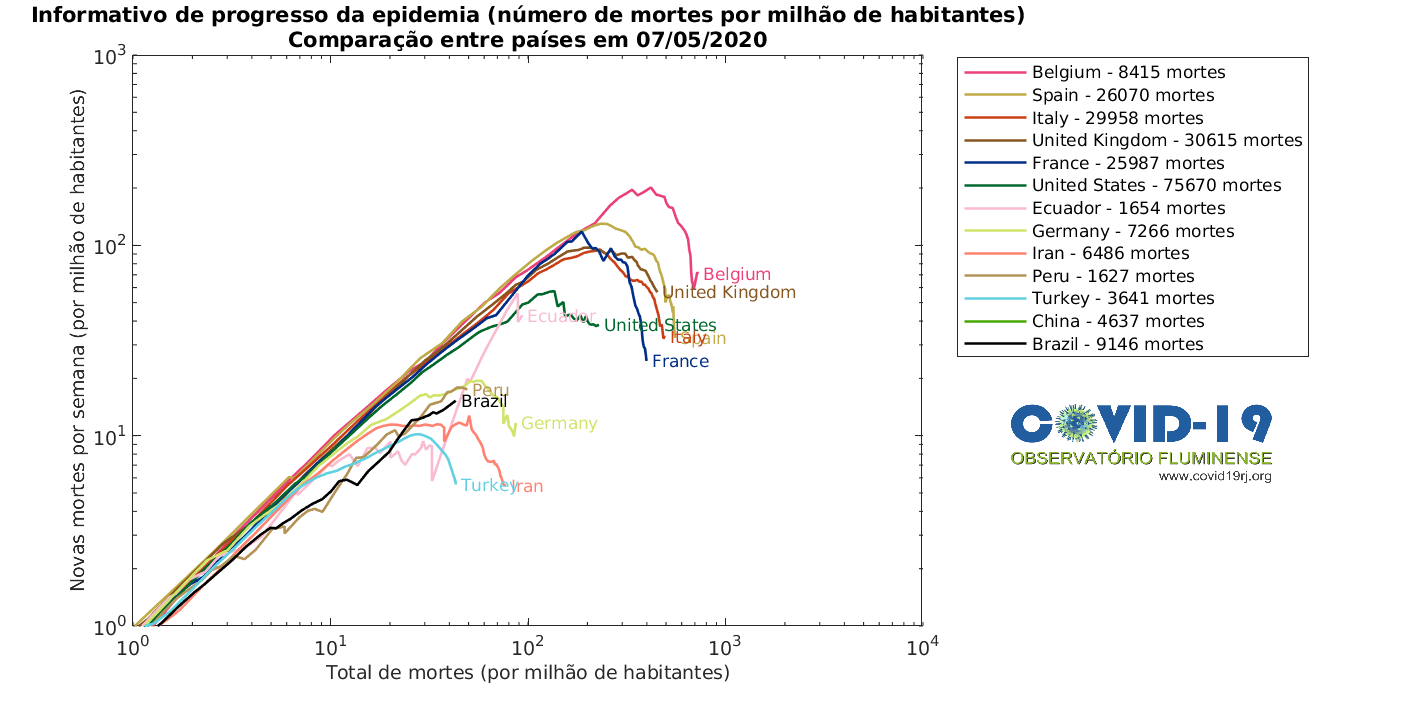 Informativo de progresso da epidemia (número de mortes por milhão de habitantes)
Comparação entre países em 07/05/2020
Novas mortes por semana (por milhão de habitantes)
10³
10²
10¹
10⁰
10⁰ 10¹ 10² 10³ 10⁴
Total de mortes (por milhão de habitantes)
Belgium
United Kingdom
Ecuador
United States
Italy
Spain
France
Peru
Brazil
Germany
Turkey
Iran
Belgium - 8415 mortes
Spain - 26070 mortes
Italy - 29958 mortes
United Kingdom - 30615 mortes
France - 25987 mortes
United States - 75670 mortes
Ecuador - 1654 mortes
Germany - 7266 mortes
Iran - 6486 mortes
Peru - 1627 mortes
Turkey - 3641 mortes
China - 4637 mortes
Brazil - 9146 mortes
COVID-19
OBSERVATÓRIO FLUMINENSE
www.covid19rj.org